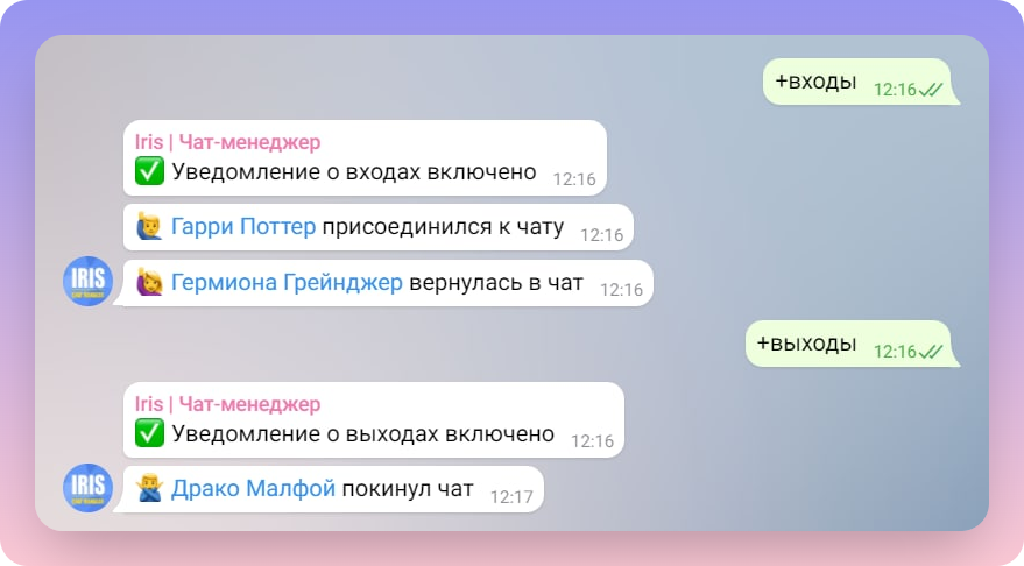 +входы 12:16
Iris | Чат-менеджер
✅ Уведомление о входах включено 12:16
🙋‍♂️ Гарри Поттер присоединился к чату 12:16
IRIS
🙋‍♀️ Гермиона Грейнджер вернулась в чат 12:16
+выходы 12:16
Iris | Чат-менеджер
✅ Уведомление о выходах включено 12:16
IRIS
🙅‍♂️ Драко Малфой покинул чат 12:17